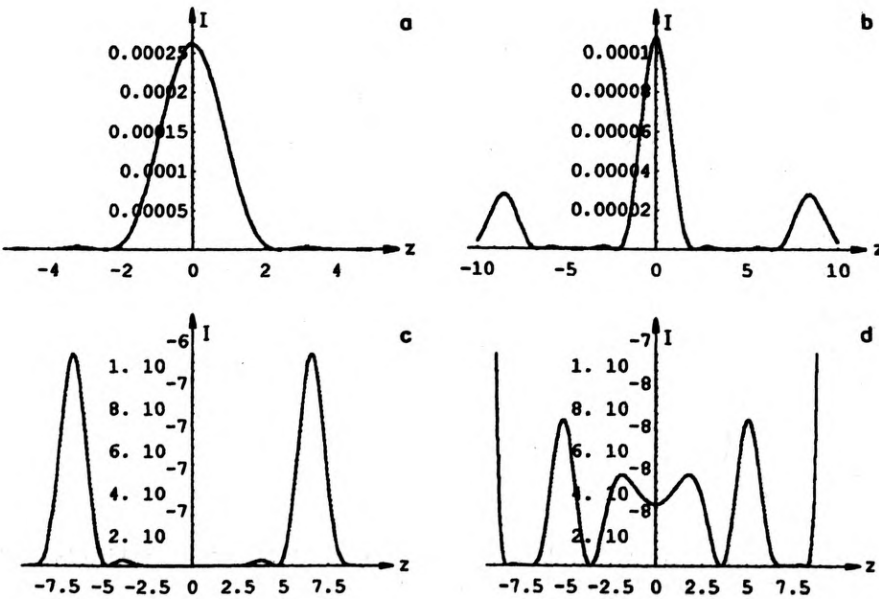 I a
0.00025
0.0002
0.00015
0.0001
0.00005
-4 -2 0 2 4 z
I b
0.0001
0.00008
0.00006
0.00004
0.00002
-10 -5 0 5 10 z
I c
1. 10 -6
8. 10 -7
6. 10 -7
4. 10 -7
2. 10 -7
-7.5 -5 -2.5 0 2.5 5 7.5 z
I d
1. 10 -7
8. 10 -8
6. 10 -8
4. 10 -8
2. 10 -8
-7.5 -5 -2.5 0 2.5 5 7.5 z